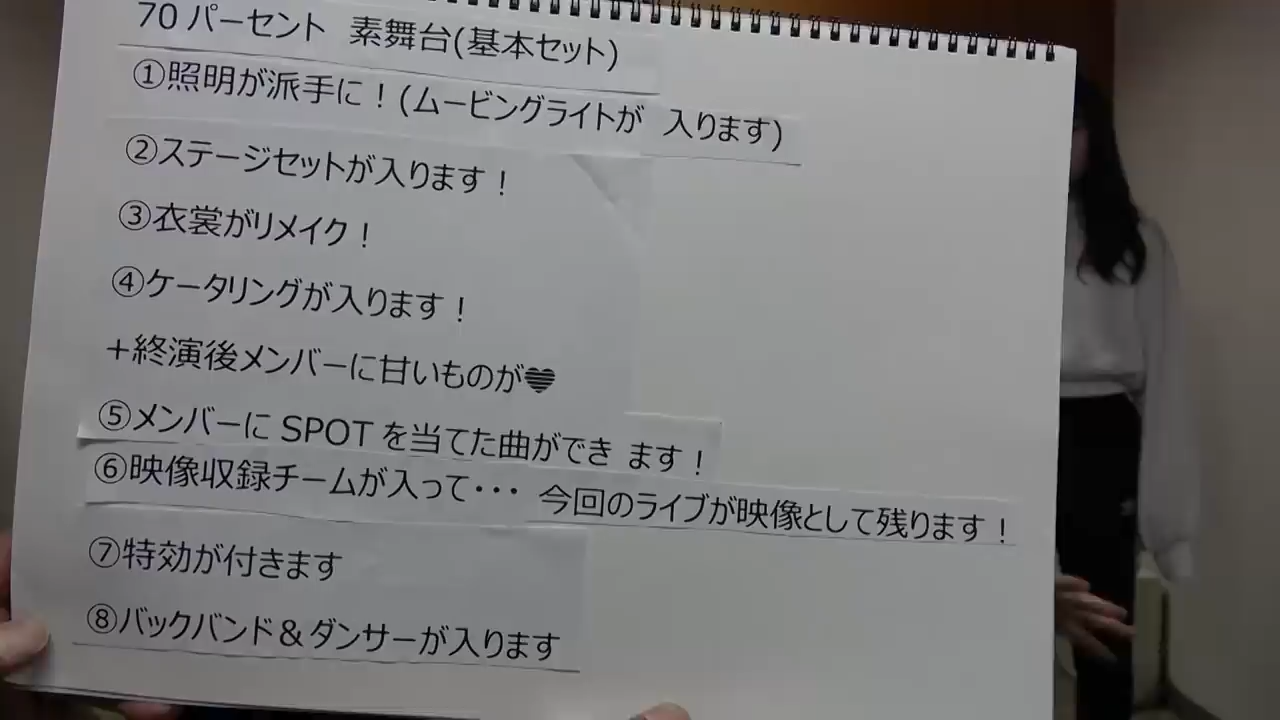 70パーセント 素舞台(基本セット)
①照明が派手に！(ムービングライトが 入ります)
②ステージセットが入ります！
③衣裳がリメイク！
④ケータリングが入ります！
＋終演後メンバーに甘いものが♥
⑤メンバーに SPOT を当てた曲ができ ます！
⑥映像収録チームが入って・・・ 今回のライブが映像として残ります！
⑦特効が付きます
⑧バックバンド＆ダンサーが入ります